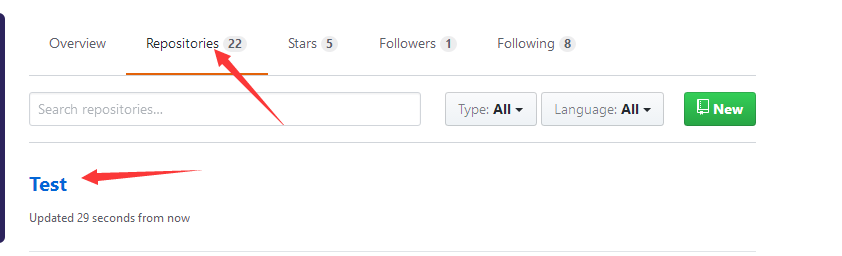 Overview Repositories 22 Stars 5 Followers 1 Following 8
Search repositories... Type: All Language: All New
Test
Updated 29 seconds from now